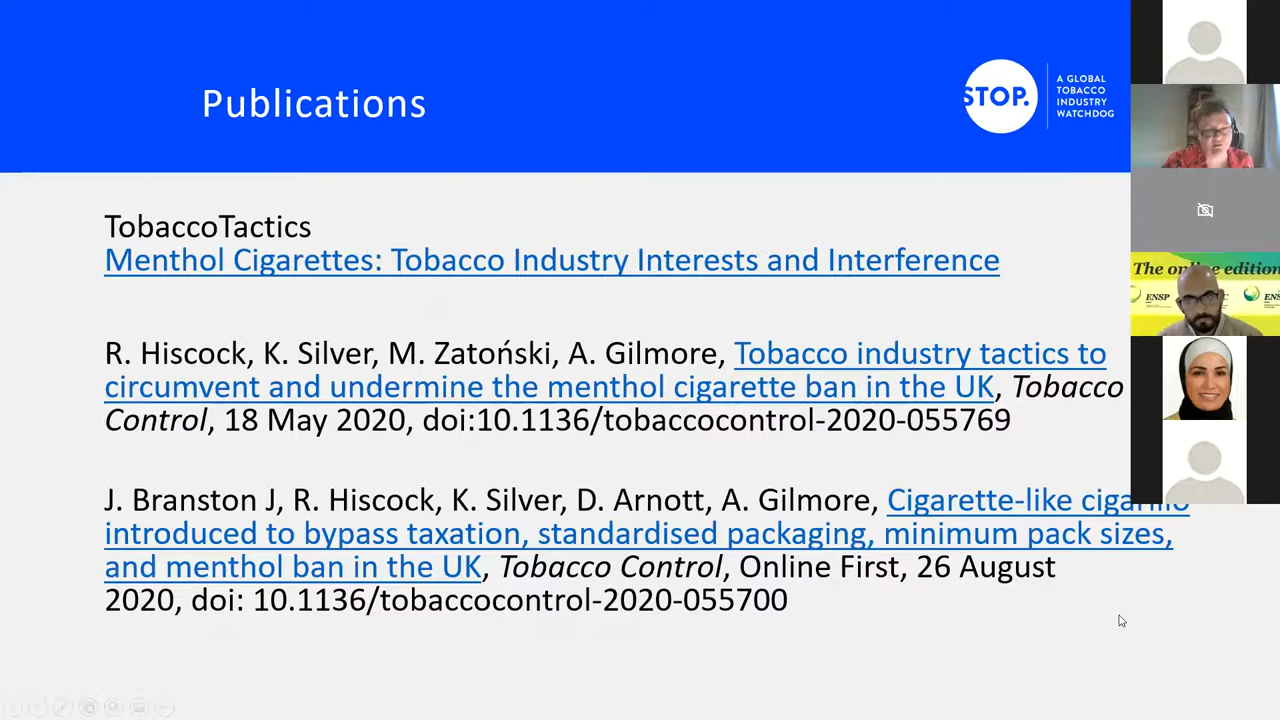 Publications
STOP.
A GLOBAL
TOBACCO
INDUSTRY
WATCHDOG
TobaccoTactics
Menthol Cigarettes: Tobacco Industry Interests and Interference
R. Hiscock, K. Silver, M. Zatoński, A. Gilmore, Tobacco industry tactics to
circumvent and undermine the menthol cigarette ban in the UK, Tobacco
Control, 18 May 2020, doi:10.1136/tobaccocontrol-2020-055769
J. Branston J, R. Hiscock, K. Silver, D. Arnott, A. Gilmore, Cigarette-like
introduced to bypass taxation, standardised packaging, minimum pack sizes,
and menthol ban in the UK, Tobacco Control, Online First, 26 August
2020, doi: 10.1136/tobaccocontrol-2020-055700
The edition
ENSP